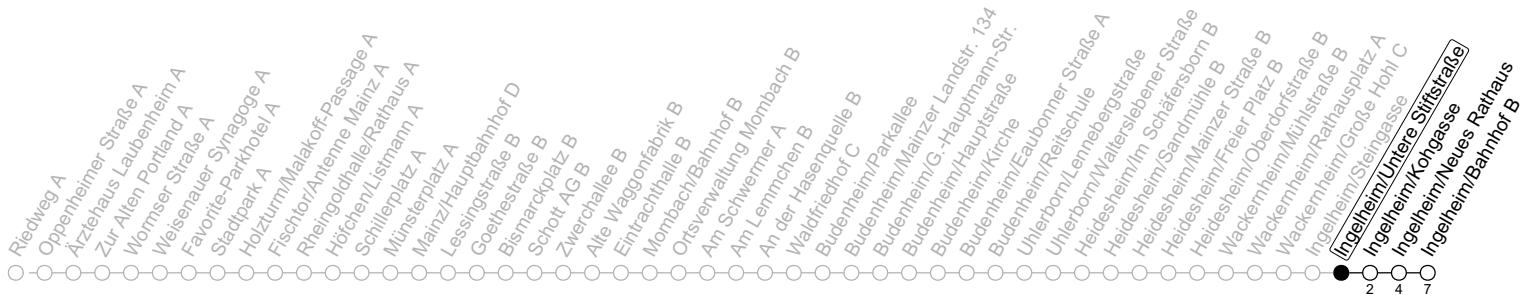 Riedweg A
Oppenheimer Straße A
Ärztehaus Laubenheim A
Zur Alten Portland A
Wormser Straße A
Weisenauer Synagoge A
Favorite-Parkhotel A
Stadtpark A
Holzturm/Malakoff-Passage A
Fischtor/Antenne Mainz A
Rheingoldhalle/Rathaus A
Höfchen/Listmann A
Schillerplatz A
Münsterplatz A
Mainz/Hauptbahnhof D
Lessingstraße B
Goethestraße B
Bismarckplatz B
Schott AG B
Zwerchallee B
Alte Waggonfabrik B
Eintrachthalle B
Mombach/Bahnhof B
Ortsverwaltung Mombach B
Am Schwermer A
Am Lemmchen B
An der Hasenquelle B
Waldfriedhof C
Budenheim/Parkallee
Budenheim/Mainzer Landstr. 134
Budenheim/G.-Hauptmann-Str.
Budenheim/Hauptstraße
Budenheim/Kirche
Budenheim/Eaubonner Straße A
Budenheim/Reitschule
Uhlerborn/Lennebergstraße
Uhlerborn/Walterslebener Straße
Heidesheim/Im Schäfersborn B
Heidesheim/Sandmühle B
Heidesheim/Mainzer Straße B
Heidesheim/Freier Platz B
Heidesheim/Oberdorfstraße B
Wackernheim/Mühlstraße B
Wackernheim/Rathausplatz A
Wackernheim/Große Hohl C
Ingelheim/Steingasse
Ingelheim/Untere Stiftstraße
Ingelheim/Kohgasse
Ingelheim/Neues Rathaus
Ingelheim/Bahnhof B
2 4 7